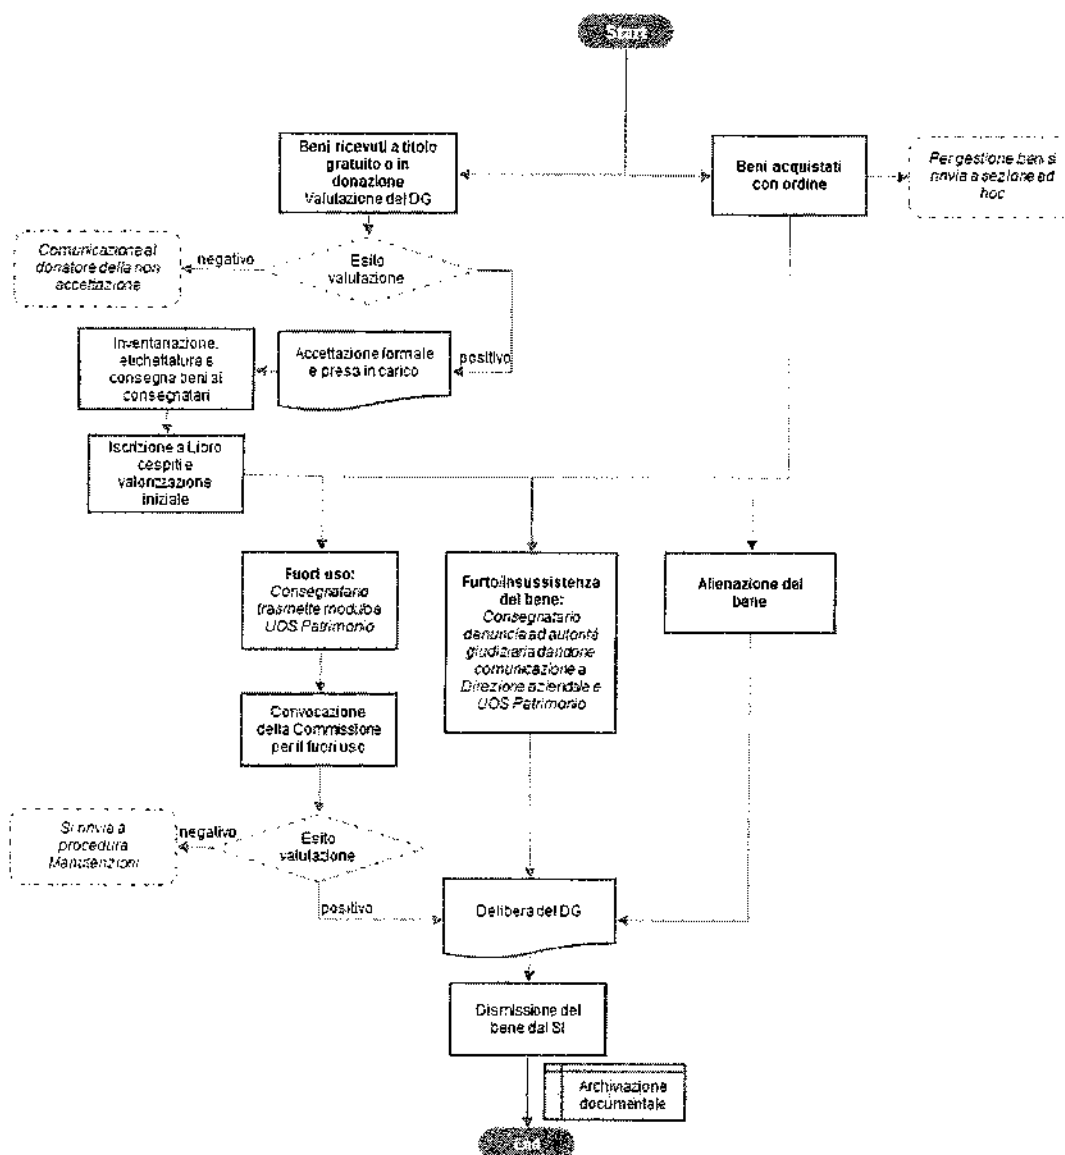 Start
Beni ricevuti a titolo
gratuito o in
donazione
Valutazione del DG
Beni acquistati
con ordine
Per gestione beni si
rinvia a sezione ad
hoc
Comunicazione al
donatore della non
accettazione
negativo
Esito
valutazione
positivo
Accettazione formale
e presa in carico
Inventariazione,
etichettatura e
consegna beni ai
consegnatari
Iscrizione a Libro
cespiti e
valorizzazione
iniziale
Fuori uso:
Consegnatario
trasmette modulo a
UOS Patrimonio
Furto/Insussistenza
del bene:
Consegnatario
denuncia ad autorità
giudiziaria dandone
comunicazione a
Direzione aziendale e
UOS Patrimonio
Alienazione del
bene
Convocazione
della Commissione
per il fuori uso
Si rinvia a
procedura
Manutenzioni
negativo
Esito
valutazione
positivo
Delibera del DG
Dismissione del
bene dal SI
Archiviazione
documentale
end